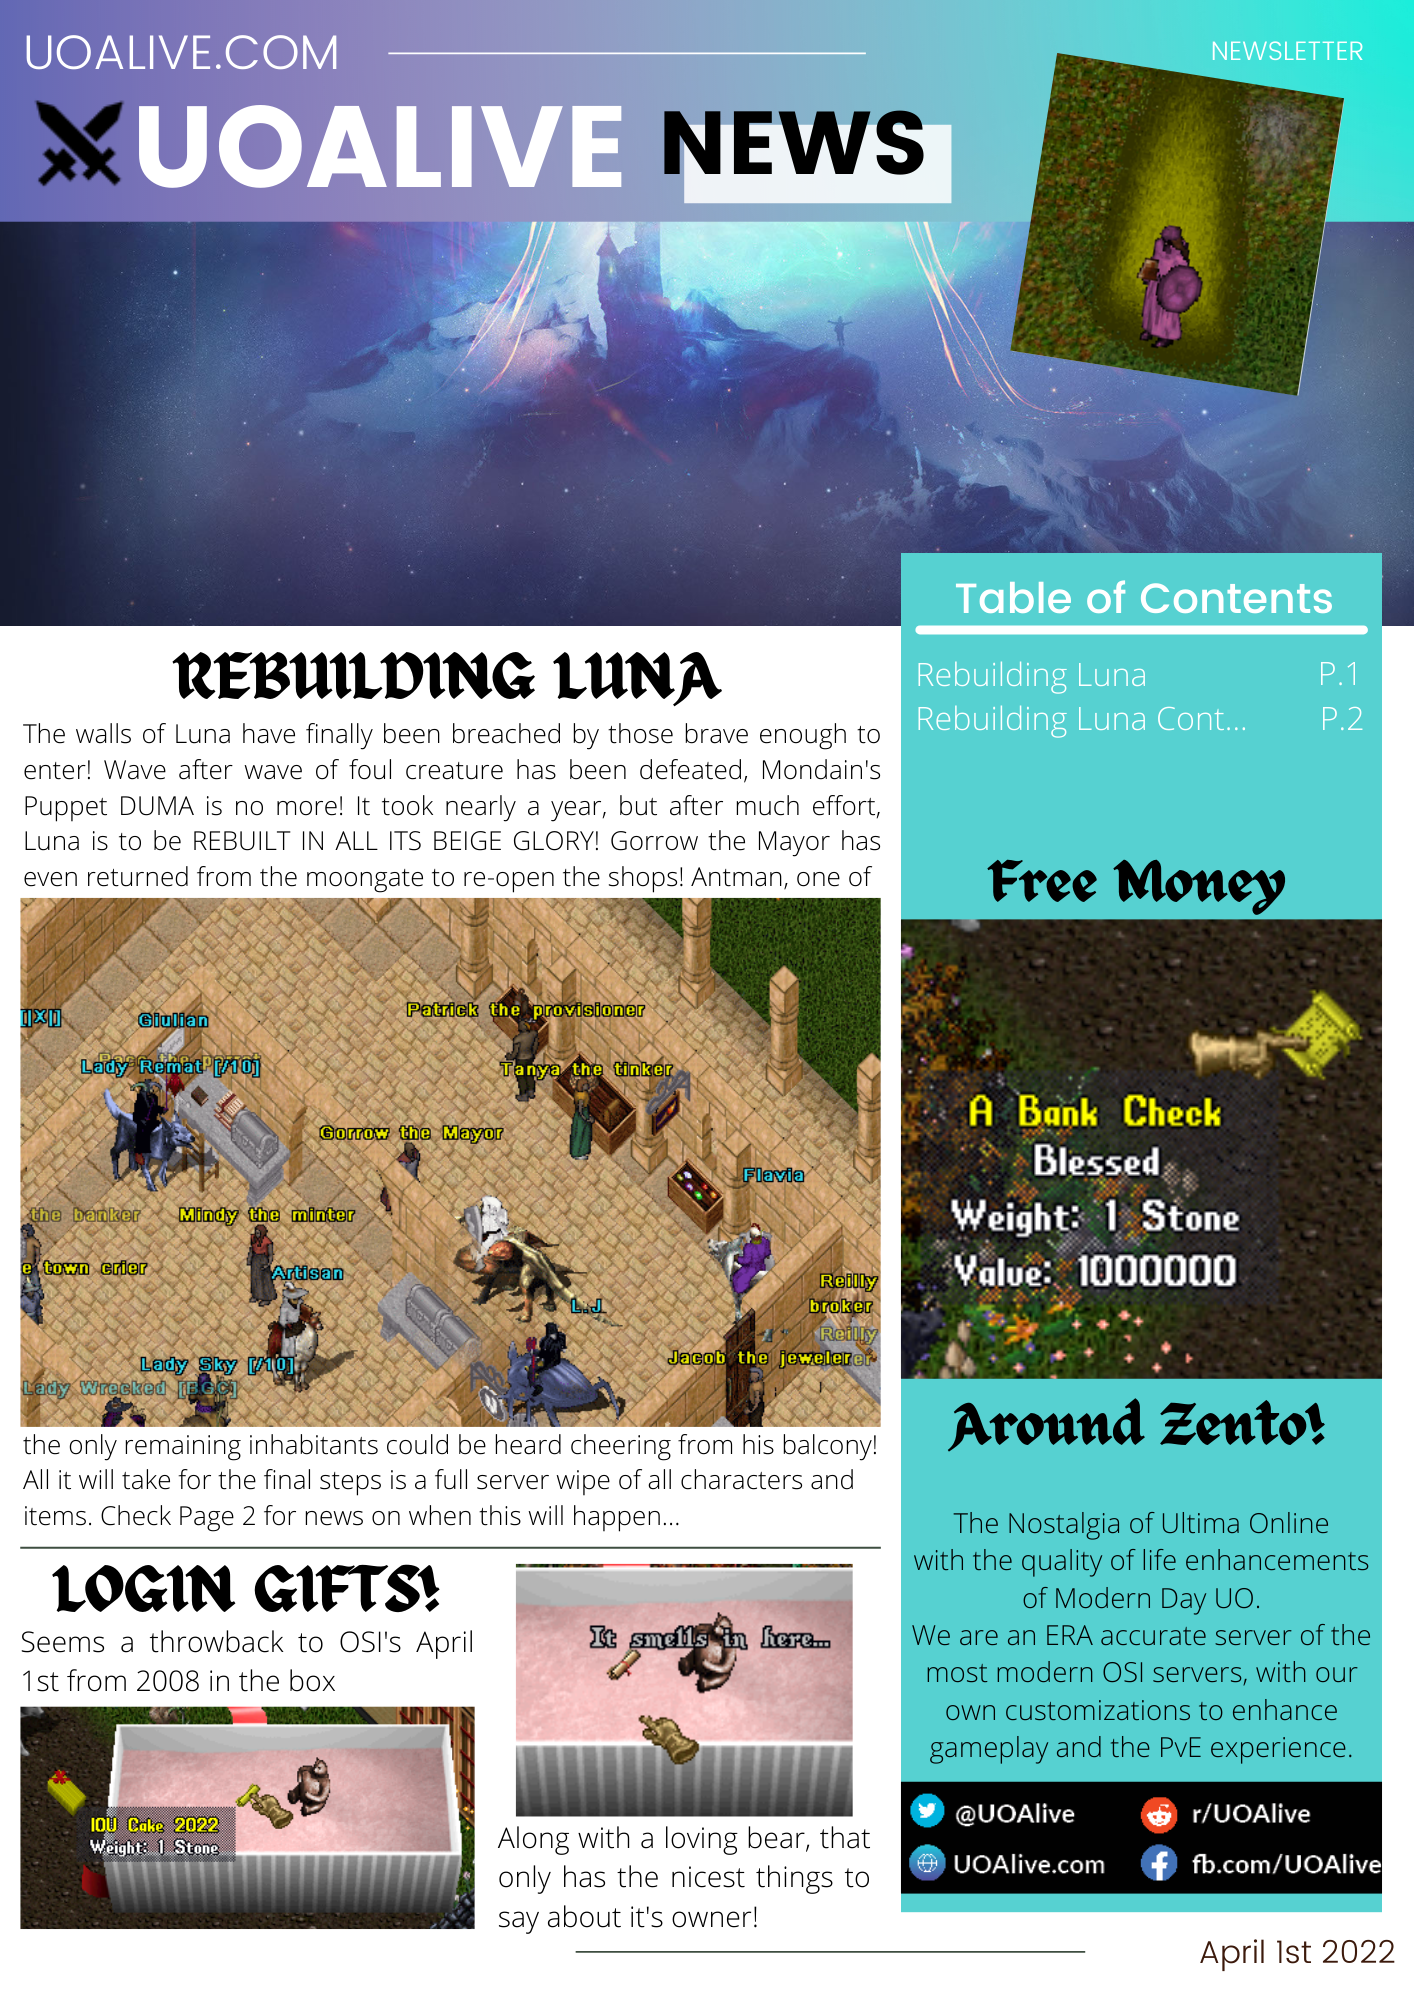 UOALIVE.COM
NEWSLETTER
UOALIVE NEWS
REBUILDING LUNA
The walls of Luna have finally been breached by those brave enough to
enter! Wave after wave of foul creature has been defeated, Mondain's
Puppet DUMA is no more! It took nearly a year, but after much effort,
Luna is to be REBUILT IN ALL ITS BEIGE GLORY! Gorrow the Mayor has
even returned from the moongate to re-open the shops! Antman, one of
Patrick the provisioner
Giulian
Lady Remat [/10]
Tanya the tinker
Gorrow the Mayor
Flavia
the banker
Mindy the minter
e town crier
Artisan
Reilly
broker
L.J
Reilly
Jacob the jeweler
Lady Sky [/10]
Lady Wrecked [BGC]
the only remaining inhabitants could be heard cheering from his balcony!
All it will take for the final steps is a full server wipe of all characters and
items. Check Page 2 for news on when this will happen...
LOGIN GIFTS!
Seems a throwback to OSI's April
1st from 2008 in the box
IOU Cake 2022
Weight: 1 Stone
It smells in here...
Along with a loving bear, that
only has the nicest things to
say about it's owner!
Table of Contents
Rebuilding Luna P.1
Rebuilding Luna Cont... P.2
Free Money
A Bank Check
Blessed
Weight: 1 Stone
Value: 1000000
Around Zento!
The Nostalgia of Ultima Online
with the quality of life enhancements
of Modern Day UO.
We are an ERA accurate server of the
most modern OSI servers, with our
own customizations to enhance
gameplay and the PvE experience.
@UOAlive
r/UOAlive
UOAlive.com
fb.com/UOAlive
April 1st 2022